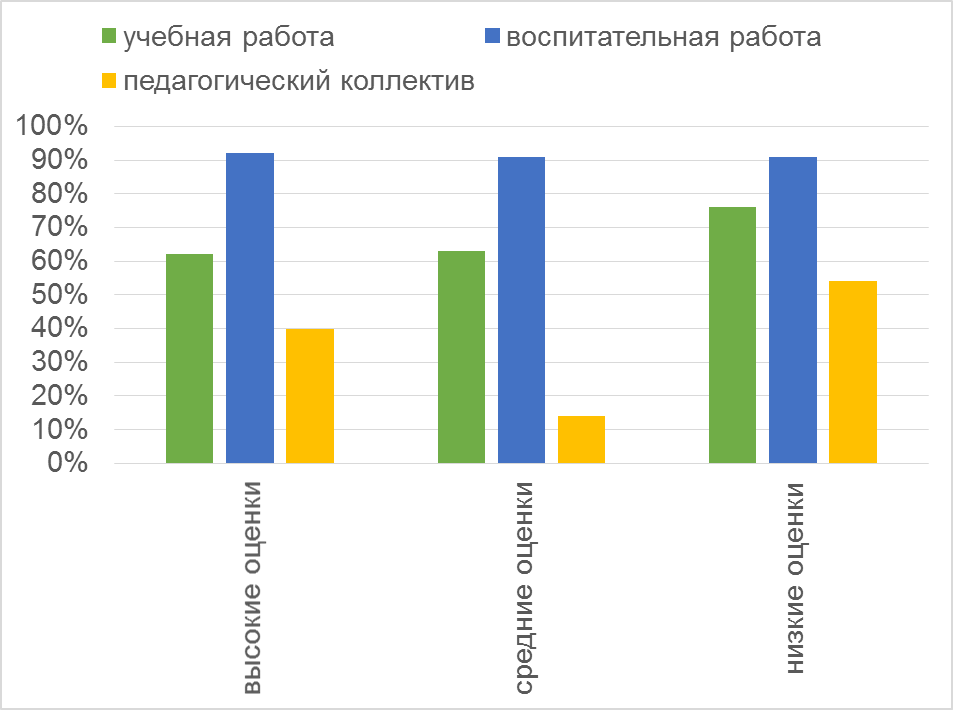 учебная работа воспитательная работа
педагогический коллектив
100%
90%
80%
70%
60%
50%
40%
30%
20%
10%
0%
высокие оценки
средние оценки
низкие оценки